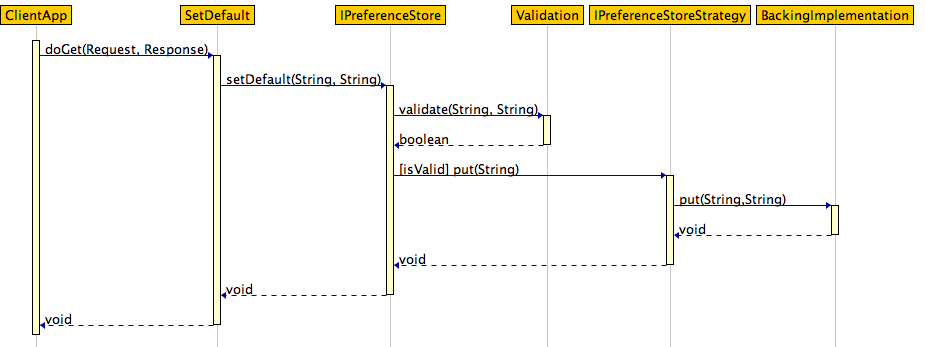 ClientApp
SetDefault
IPreferenceStore
Validation
IPreferenceStoreStrategy
BackingImplementation
doGet(Request, Response)
setDefault(String, String)
validate(String, String)
boolean
[isValid] put(String)
put(String,String)
void
void
void
void